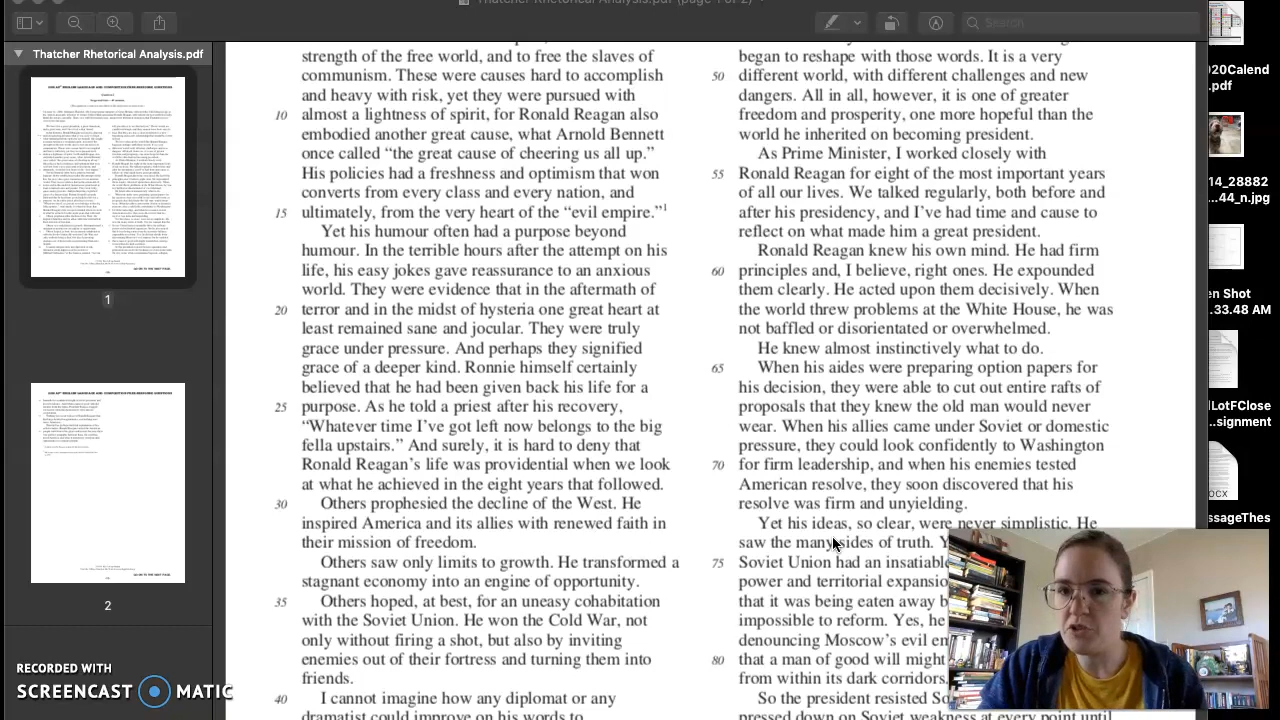 Thatcher Rhetorical Analysis.pdf (page 1 of 2)
Search
Thatcher Rhetorical Analysis.pdf
1
2
RECORDED WITH
SCREENCAST MATIC
strength of the free world, and to free the slaves of
communism. These were causes hard to accomplish
and heavy with risk, yet they were pursued with
10 almost a lightness of spirit, for Ronald Reagan also
embodied another great cause, what Arnold Bennett
once called “the great cause of cheering us all up.”
His policies had a freshness and optimism that won
converts from every class and every nation, and
15 ultimately, from the very heart of the “evil empire.”1
Yet his humour often had a purpose beyond
humour. In the terrible hours after the attempt on his
life, his easy jokes gave reassurance to an anxious
world. They were evidence that in the aftermath of
20 terror and in the midst of hysteria one great heart at
least remained sane and jocular. They were truly
grace under pressure. And perhaps they signified
grace of a deeper kind. Ronnie himself certainly
believed that he had been given back his life for a
25 purpose. As he told a priest after his recovery,
“Whatever time I’ve got left now belongs to the big
fella upstairs.” And surely, it is hard to deny that
Ronald Reagan’s life was providential when we look
at what he achieved in the eight years that followed.
30 Others prophesied the decline of the West. He
inspired America and its allies with renewed faith in
their mission of freedom.
Others saw only limits to growth. He transformed a
stagnant economy into an engine of opportunity.
35 Others hoped, at best, for an uneasy cohabitation
with the Soviet Union. He won the Cold War, not
only without firing a shot, but also by inviting
enemies out of their fortress and turning them into
friends.
40 I cannot imagine how any diplomat or any
began to reshape with those words. It is a very
50 different world, with different challenges and new
dangers. All in all, however, it is one of greater
freedom and prosperity, one more hopeful than the
world he inherited on becoming president.
As Prime Minister, I worked closely with
55 Ronald Reagan for eight of the most important years
of all our lives. We talked regularly, both before and
after his presidency, and I’ve had time and cause to
reflect on what made him a great president.
Ronald Reagan knew his own mind. He had firm
60 principles and, I believe, right ones. He expounded
them clearly. He acted upon them decisively. When
the world threw problems at the White House, he was
not baffled or disorientated or overwhelmed.
He knew almost instinctively what to do.
65 When his aides were preparing option papers for
his decision, they were able to cut out entire rafts of
proposals that they knew the old man would never
wear. When his allies came under Soviet or domestic
pressure, they could look confidently to Washington
70 for firm leadership, and when his enemies tested
American resolve, they soon discovered that his
resolve was firm and unyielding.
Yet his ideas, so clear, were never simplistic. He
saw the many sides of truth.
75 Soviet Union
power and territorial expansion
that it was being eaten away
impossible to reform. Yes, he
denouncing Moscow’s evil
80 that a man of good will might
from within its dark corridors.
So the president resisted